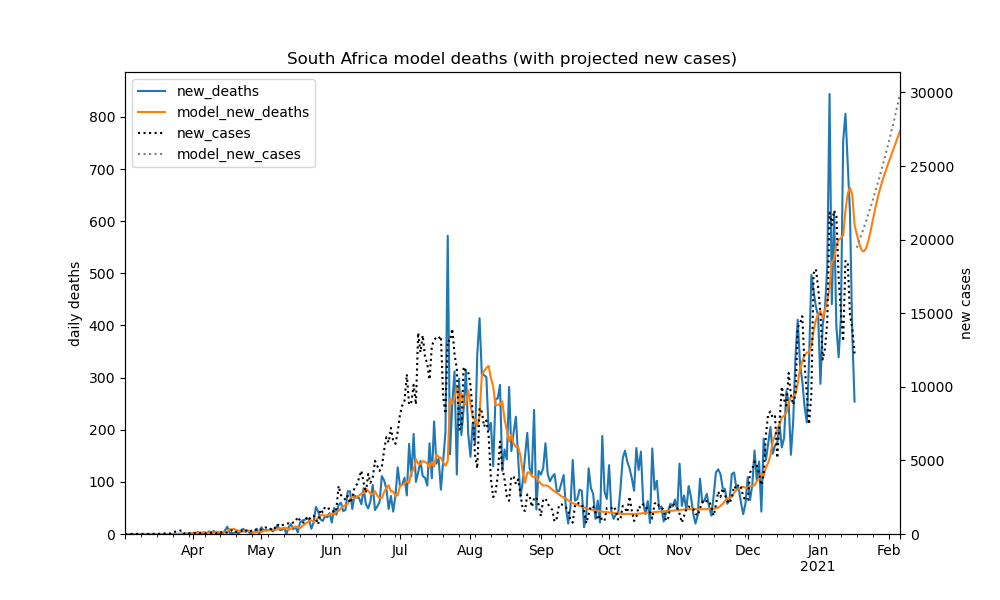 South Africa model deaths (with projected new cases)
new_deaths
model_new_deaths
new_cases
model_new_cases
daily deaths
800
700
600
500
400
300
200
100
0
new cases
30000
25000
20000
15000
10000
5000
0
Apr May Jun Jul Aug Sep Oct Nov Dec Jan Feb
2021